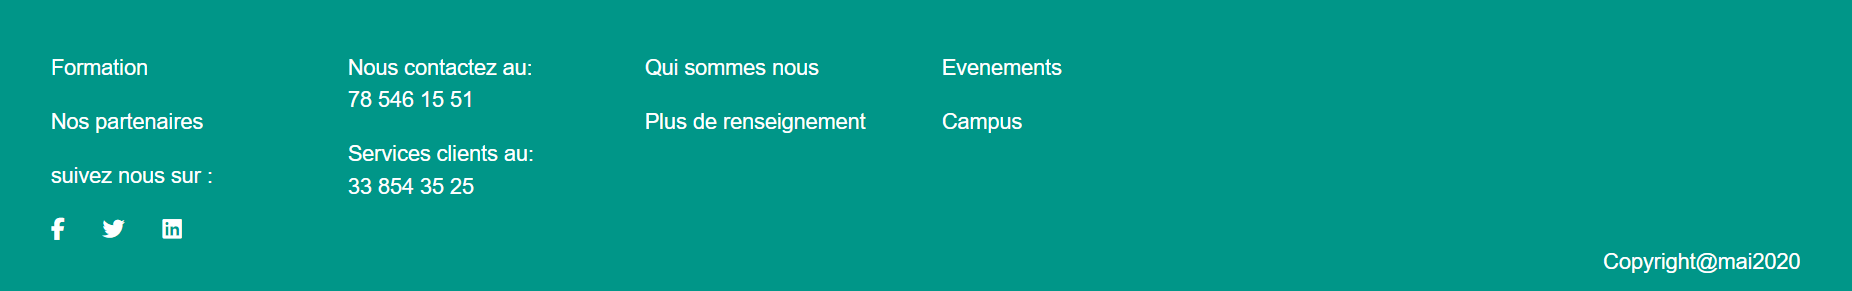 Formation
Nos partenaires
suivez nous sur :
Nous contactez au:
78 546 15 51
Services clients au:
33 854 35 25
Qui sommes nous
Plus de renseignement
Evenements
Campus
Copyright@mai2020